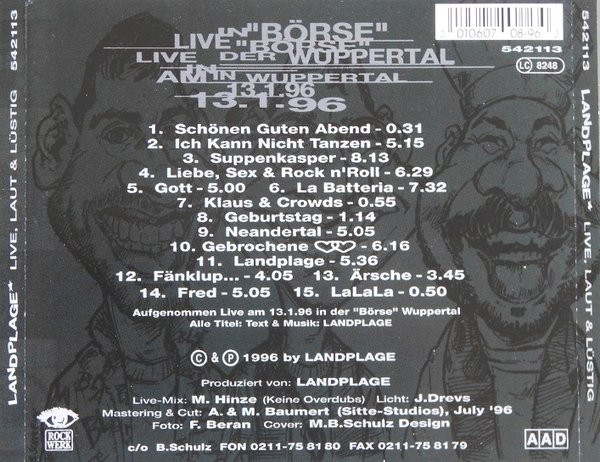 LANDPLAGE* LIVE, LAUT & LÜSTIG 542113
IN "BÖRSE"
LIVE "BÖRSE"
LIVE DER WUPPERTAL
IN
AM IN WUPPERTAL
13.1.96
13.1.96
2 010607 08-96 2
542113
LC 8248
1. Schönen Guten Abend - 0.31
2. Ich Kann Nicht Tanzen - 5.15
3. Suppenkasper - 8.13
4. Liebe, Sex & Rock n'Roll - 6.29
5. Gott - 5.00 6. La Batteria - 7.32
7. Klaus & Crowds - 0.55
8. Geburtstag - 1.14
9. Neandertal - 5.05
10. Gebrochene - 6.16
11. Landplage - 5.36
12. Fänklup... - 4.05 13. Ärsche - 3.45
14. Fred - 5.05 15. LaLaLa - 0.50
Aufgenommen Live am 13.1.96 in der "Börse" Wuppertal
Alle Titel: Text & Musik: LANDPLAGE
© & ℗ 1996 by LANDPLAGE
Produziert von: LANDPLAGE
Live-Mix: M. Hinze (Keine Overdubs) Licht: J.Drevs
Mastering & Cut: A. & M. Baumert (Sitte-Studios), July '96
Foto: F. Beran Cover: M.B.Schulz Design
c/o B.Schulz FON 0211-75 81 80 FAX 0211-75 81 79
ROCK
WERK
AAD
542113 LANDPLAGE* LIVE, LAUT & LÜSTIG